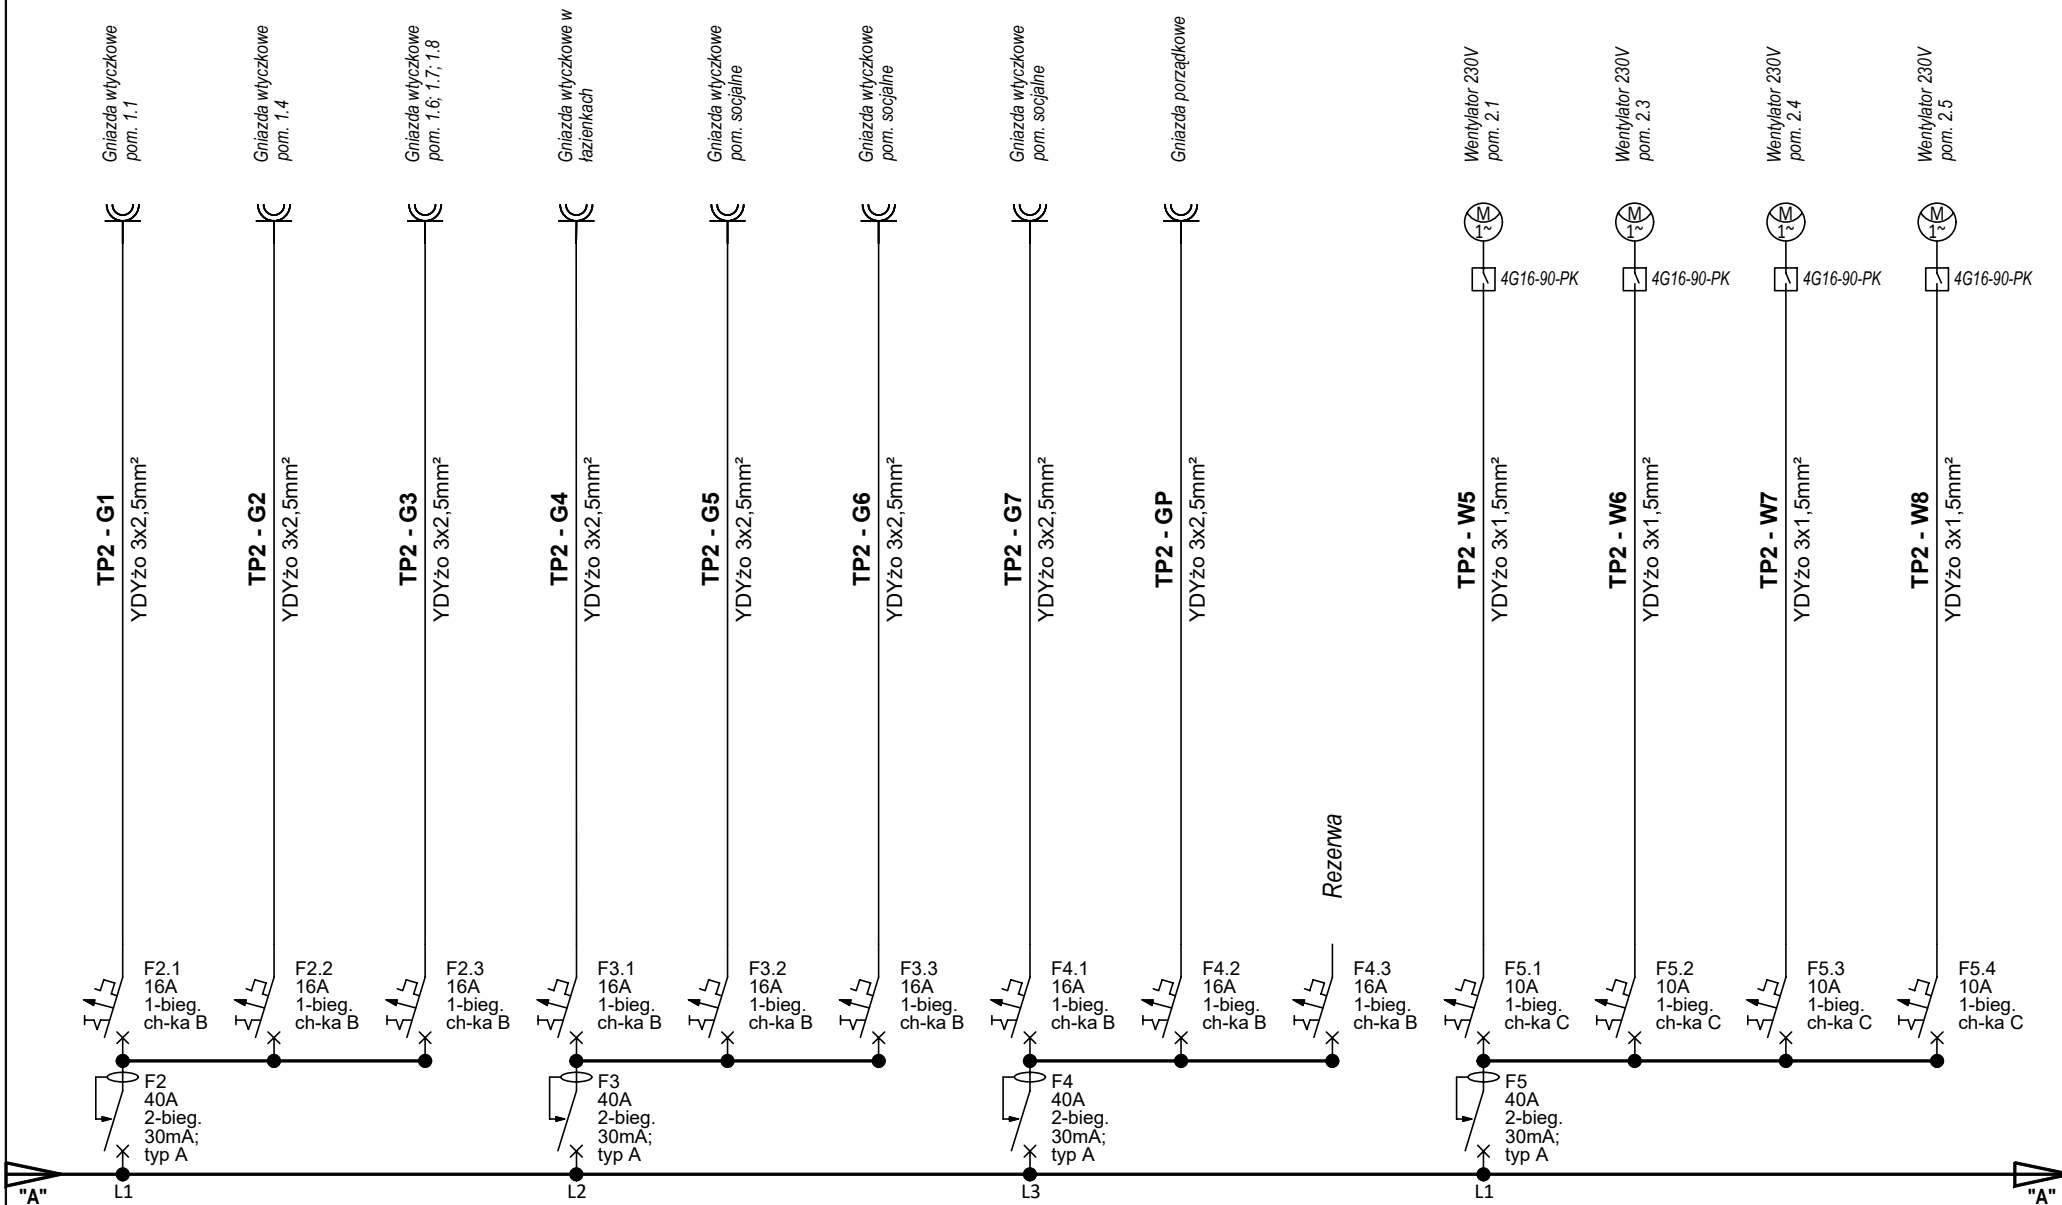 Gniazda wtyczkowe
pom. 1.1
Gniazda wtyczkowe
pom. 1.4
Gniazda wtyczkowe
pom. 1.6; 1.7; 1.8
Gniazda wtyczkowe w
łazienkach
Gniazda wtyczkowe
pom. socjalne
Gniazda wtyczkowe
pom. socjalne
Gniazda wtyczkowe
pom. socjalne
Gniazda porządkowe
Wentylator 230V
pom. 2.1
Wentylator 230V
pom. 2.3
Wentylator 230V
pom. 2.4
Wentylator 230V
pom. 2.5
M
1~
M
1~
M
1~
M
1~
4G16-90-PK
4G16-90-PK
4G16-90-PK
4G16-90-PK
TP2 - G1
YDYżo 3x2,5mm²
TP2 - G2
YDYżo 3x2,5mm²
TP2 - G3
YDYżo 3x2,5mm²
TP2 - G4
YDYżo 3x2,5mm²
TP2 - G5
YDYżo 3x2,5mm²
TP2 - G6
YDYżo 3x2,5mm²
TP2 - G7
YDYżo 3x2,5mm²
TP2 - GP
YDYżo 3x2,5mm²
TP2 - W5
YDYżo 3x1,5mm²
TP2 - W6
YDYżo 3x1,5mm²
TP2 - W7
YDYżo 3x1,5mm²
TP2 - W8
YDYżo 3x1,5mm²
Rezerwa
F2.1
16A
1-bieg.
ch-ka B
F2.2
16A
1-bieg.
ch-ka B
F2.3
16A
1-bieg.
ch-ka B
F3.1
16A
1-bieg.
ch-ka B
F3.2
16A
1-bieg.
ch-ka B
F3.3
16A
1-bieg.
ch-ka B
F4.1
16A
1-bieg.
ch-ka B
F4.2
16A
1-bieg.
ch-ka B
F4.3
16A
1-bieg.
ch-ka B
F5.1
10A
1-bieg.
ch-ka C
F5.2
10A
1-bieg.
ch-ka C
F5.3
10A
1-bieg.
ch-ka C
F5.4
10A
1-bieg.
ch-ka C
F2
40A
2-bieg.
30mA;
typ A
F3
40A
2-bieg.
30mA;
typ A
F4
40A
2-bieg.
30mA;
typ A
F5
40A
2-bieg.
30mA;
typ A
"A"
L1
L2
L3
L1
"A"